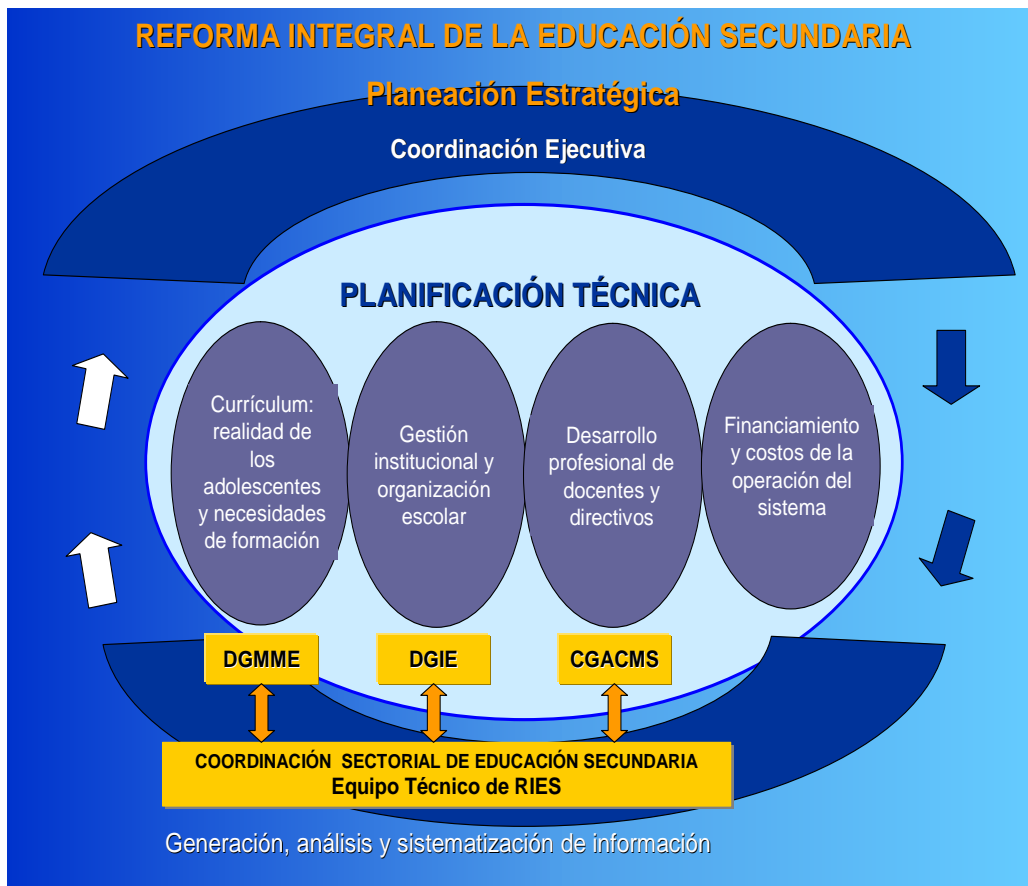 REFORMA INTEGRAL DE LA EDUCACIÓN SECUNDARIA
Planeación Estratégica
Coordinación Ejecutiva
PLANIFICACIÓN TÉCNICA
Currículum:
realidad de
los
adolescentes
y necesidades
de formación
Gestión
institucional y
organización
escolar
Desarrollo
profesional de
docentes y
directivos
Financiamiento
y costos de la
operación del
sistema
DGMME
DGIE
CGACMS
COORDINACIÓN SECTORIAL DE EDUCACIÓN SECUNDARIA
Equipo Técnico de RIES
Generación, análisis y sistematización de información